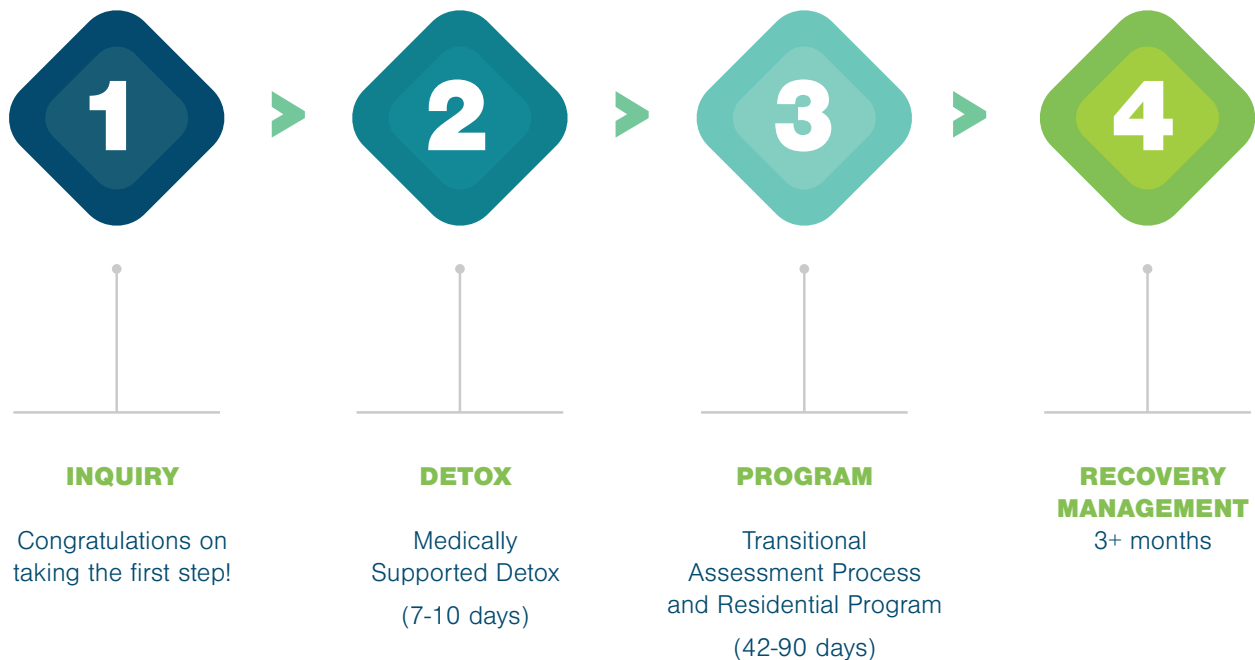 1
>
2
>
3
>
4
INQUIRY
Congratulations on
taking the first step!
DETOX
Medically
Supported Detox
(7-10 days)
PROGRAM
Transitional
Assessment Process
and Residential Program
(42-90 days)
RECOVERY
MANAGEMENT
3+ months